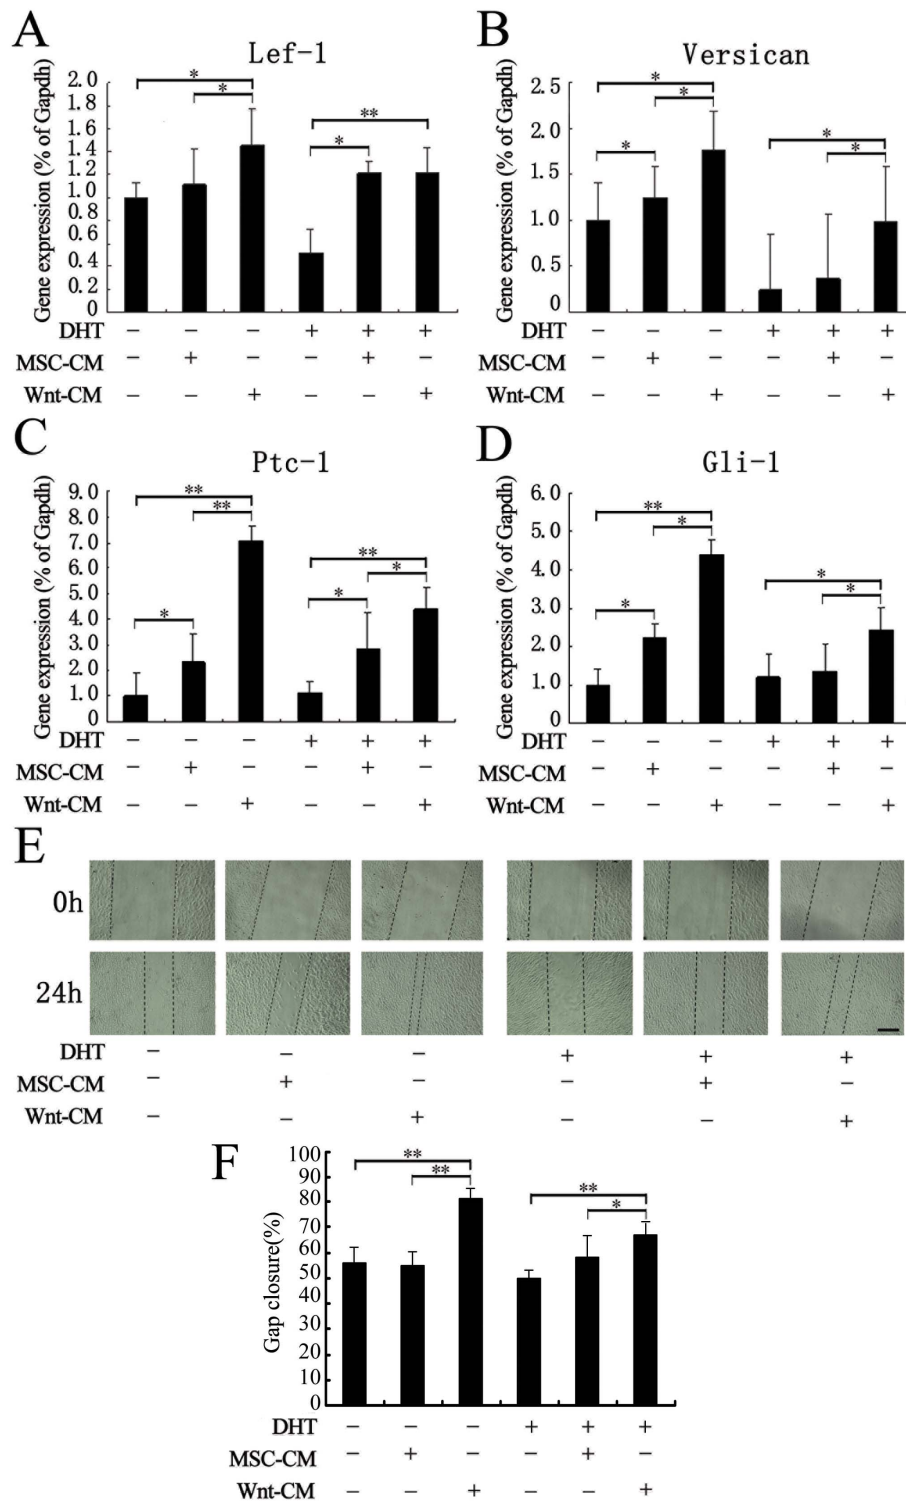 A
Lef-1
Gene expression (% of Gapdh)
2.0
1.8
1.6
1.4
1.2
1.0
0.8
0.6
0.4
0.2
0
*
*
**
*
DHT − − − + + +
MSC-CM − + − − + −
Wnt-CM − − + − − +
B
Versican
Gene expression (% of Gapdh)
2.5
2.0
1.5
1.0
0.5
0
*
*
*
*
*
DHT − − − + + +
MSC-CM − + − − + −
Wnt-CM − − + − − +
C
Ptc-1
Gene expression (% of Gapdh)
9.0
8.0
7.0
6.0
5.0
4.0
3.0
2.0
1.0
0
**
**
*
**
*
*
DHT − − − + + +
MSC-CM − + − − + −
Wnt-CM − − + − − +
D
Gli-1
Gene expression (% of Gapdh)
6.0
5.0
4.0
3.0
2.0
1.0
0
**
*
*
*
*
DHT − − − + + +
MSC-CM − + − − + −
Wnt-CM − − + − − +
E
0h
24h
DHT − − − + + +
MSC-CM − + − − + −
Wnt-CM − − + − − +
F
Gap closure(%)
100
90
80
70
60
50
40
30
20
10
0
**
**
**
*
DHT − − − + + +
MSC-CM − + − − + −
Wnt-CM − − + − − +